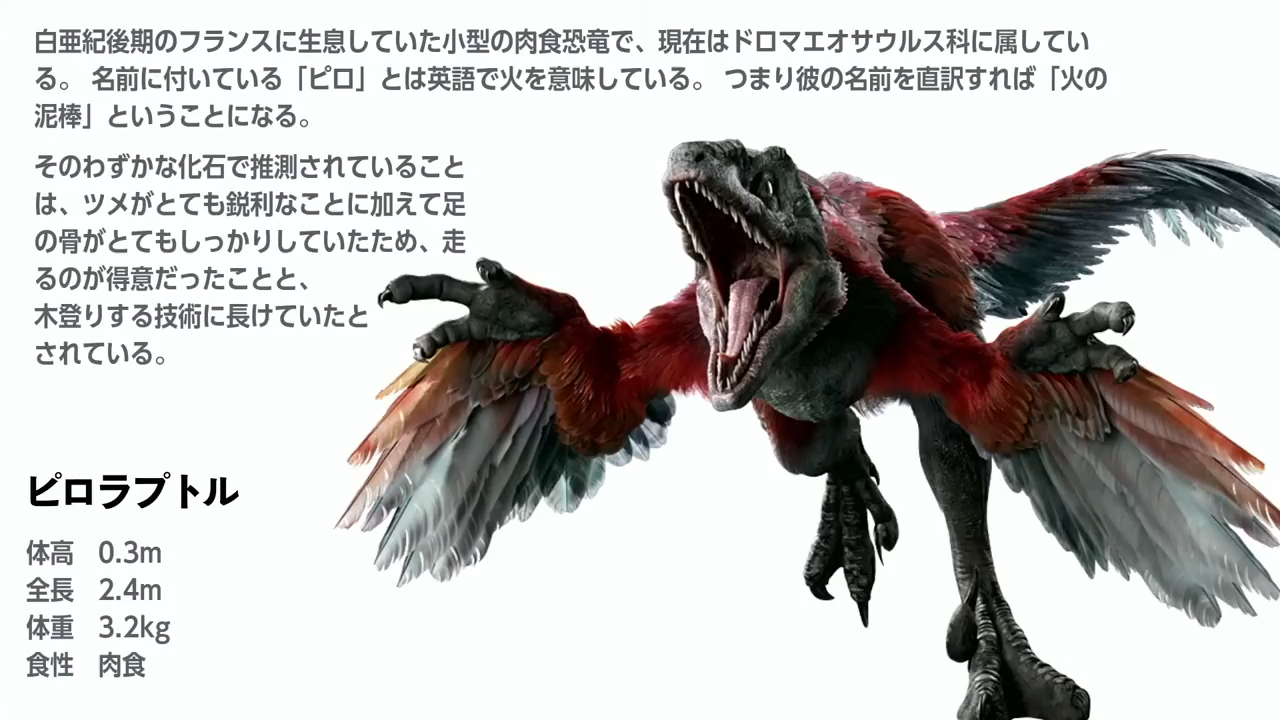 白亜紀後期のフランスに生息していた小型の肉食恐竜で、現在はドロマエオサウルス科に属してい
る。 名前に付いている「ピロ」とは英語で火を意味している。 つまり彼の名前を直訳すれば「火の
泥棒」ということになる。
そのわずかな化石で推測されていること
は、ツメがとても鋭利なことに加えて足
の骨がとてもしっかりしていたため、走
るのが得意だったことと、
木登りする技術に長けていたと
されている。
ピロラプトル
体高 0.3m
全長 2.4m
体重 3.2kg
食性 肉食